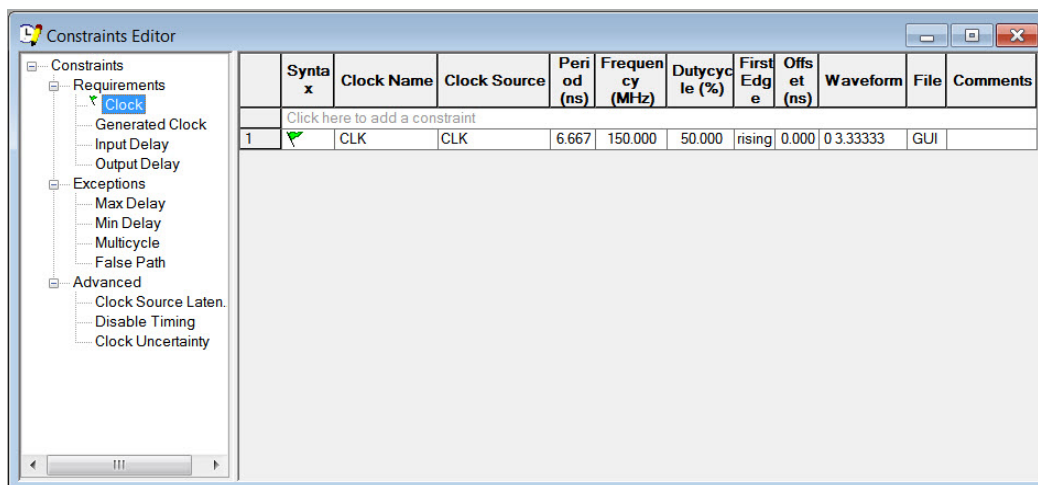 Constraints Editor
Constraints
Requirements
Clock
Generated Clock
Input Delay
Output Delay
Exceptions
Max Delay
Min Delay
Multicycle
False Path
Advanced
Clock Source Laten.
Disable Timing
Clock Uncertainty
Synta
x
Clock Name
Clock Source
Peri
od
(ns)
Frequen
cy
(MHz)
Dutycyc
le (%)
First
Edg
e
Offs
et
(ns)
Waveform
File
Comments
Click here to add a constraint
1 CLK CLK 6.667 150.000 50.000 rising 0.000 0 3.33333 GUI